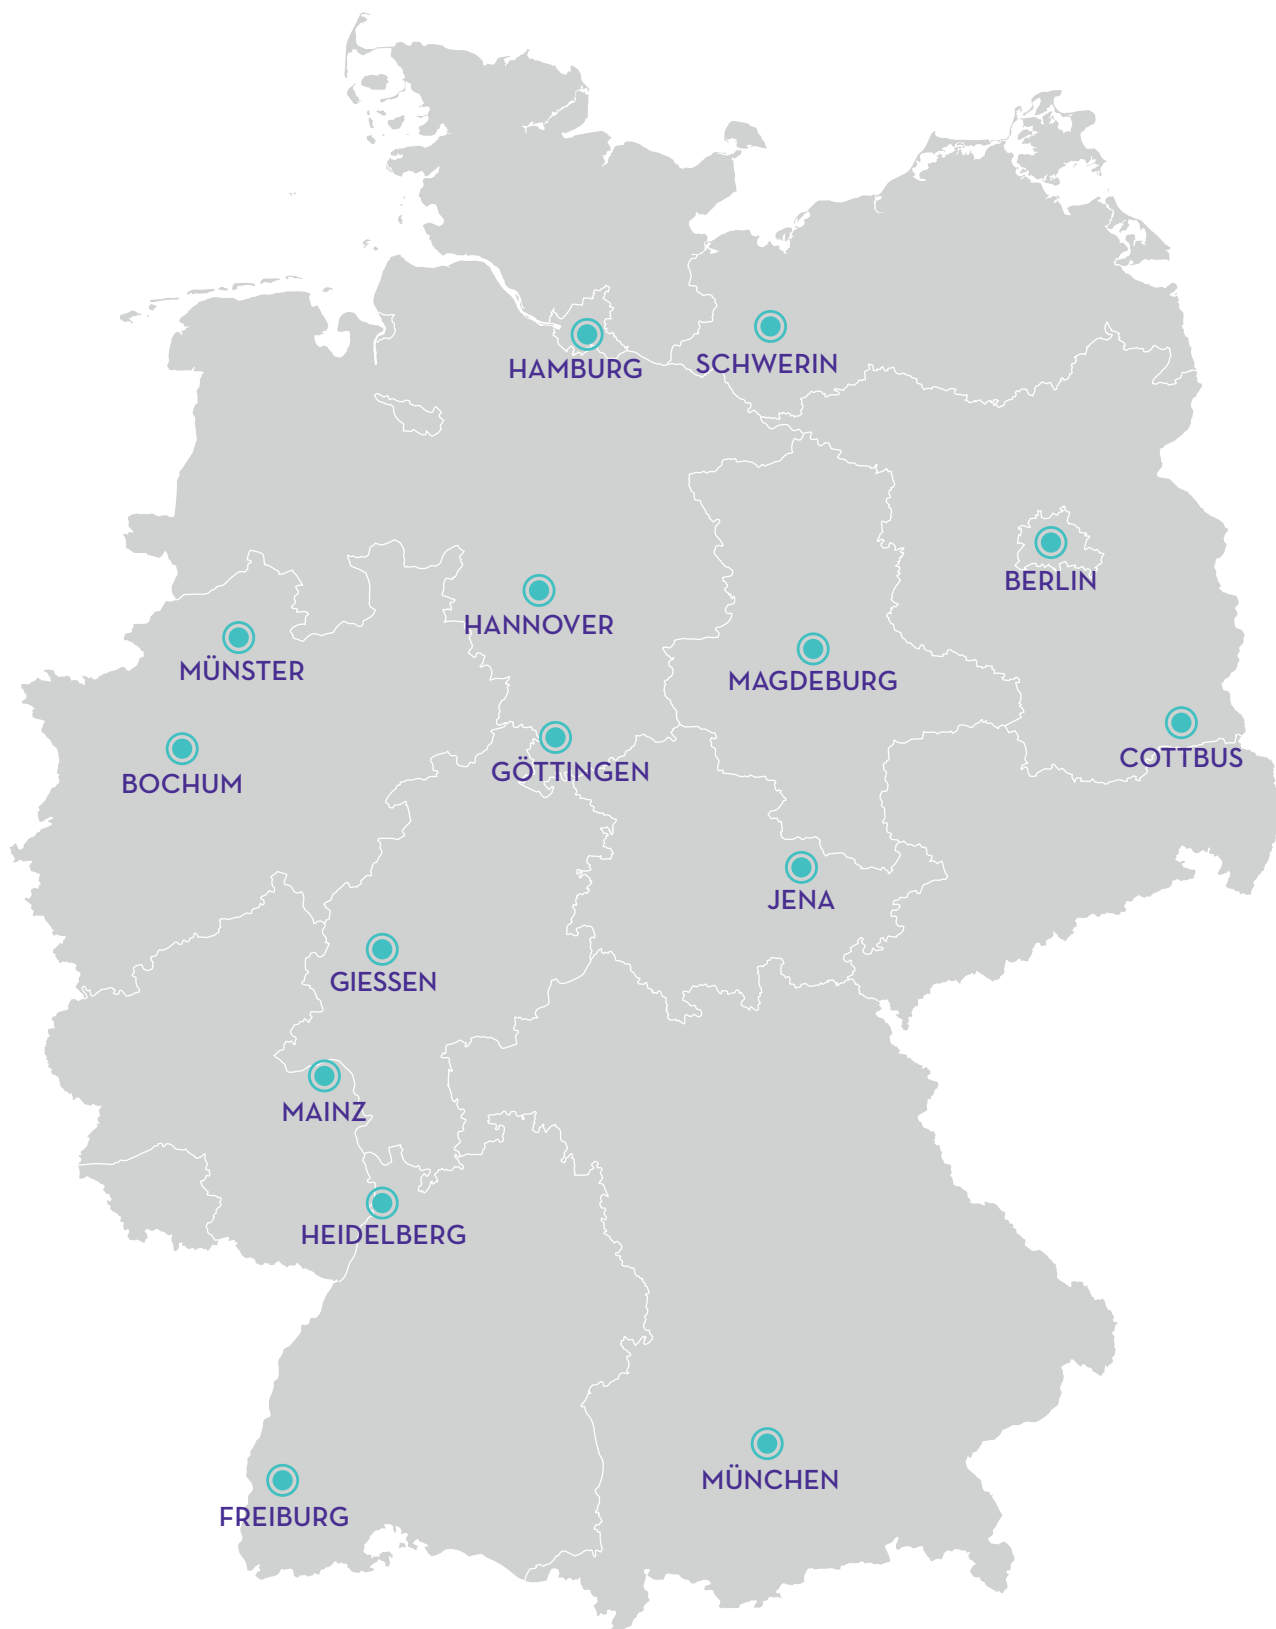 HAMBURG
SCHWERIN
BERLIN
HANNOVER
MÜNSTER
MAGDEBURG
COTTBUS
GÖTTINGEN
BOCHUM
JENA
GIESSEN
MAINZ
HEIDELBERG
MÜNCHEN
FREIBURG